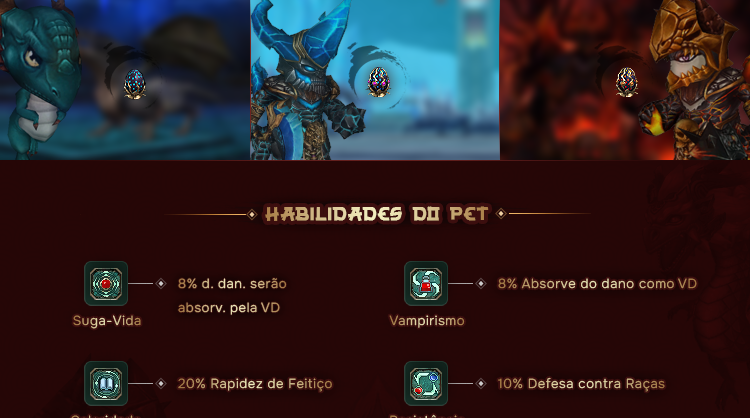 HABILIDADES DO PET
8% d. dan. serão
absorv. pela VD
Suga-Vida
8% Absorve do dano como VD
Vampirismo
20% Rapidez de Feitiço
10% Defesa contra Raças